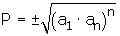 P = ±√(a₁ · aₙ)ⁿ